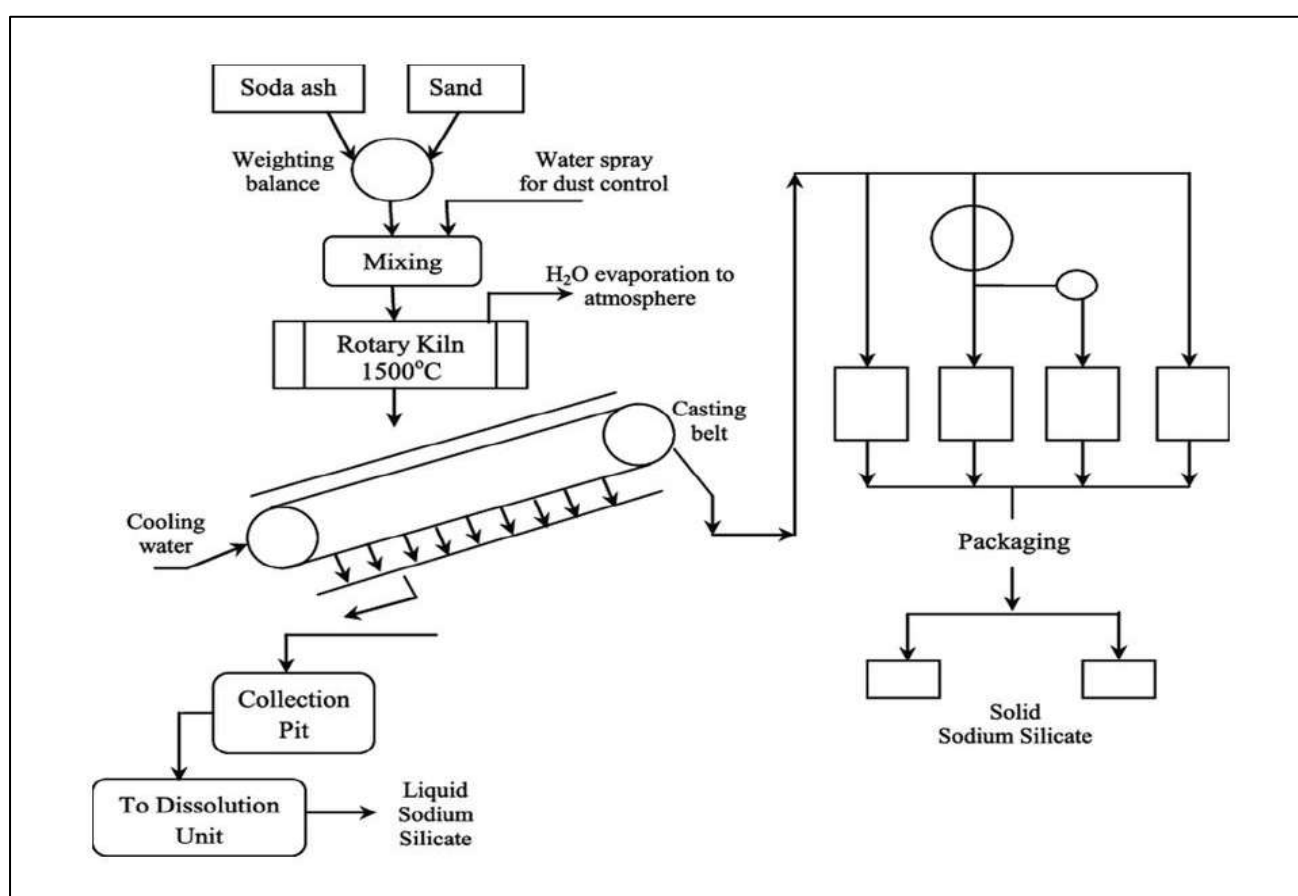 Soda ash
Sand
Weighting
balance
Water spray
for dust control
Mixing
H₂O evaporation to
atmosphere
Rotary Kiln
1500°C
Casting
belt
Cooling
water
Collection
Pit
To Dissolution
Unit
Liquid
Sodium
Silicate
Packaging
Solid
Sodium Silicate